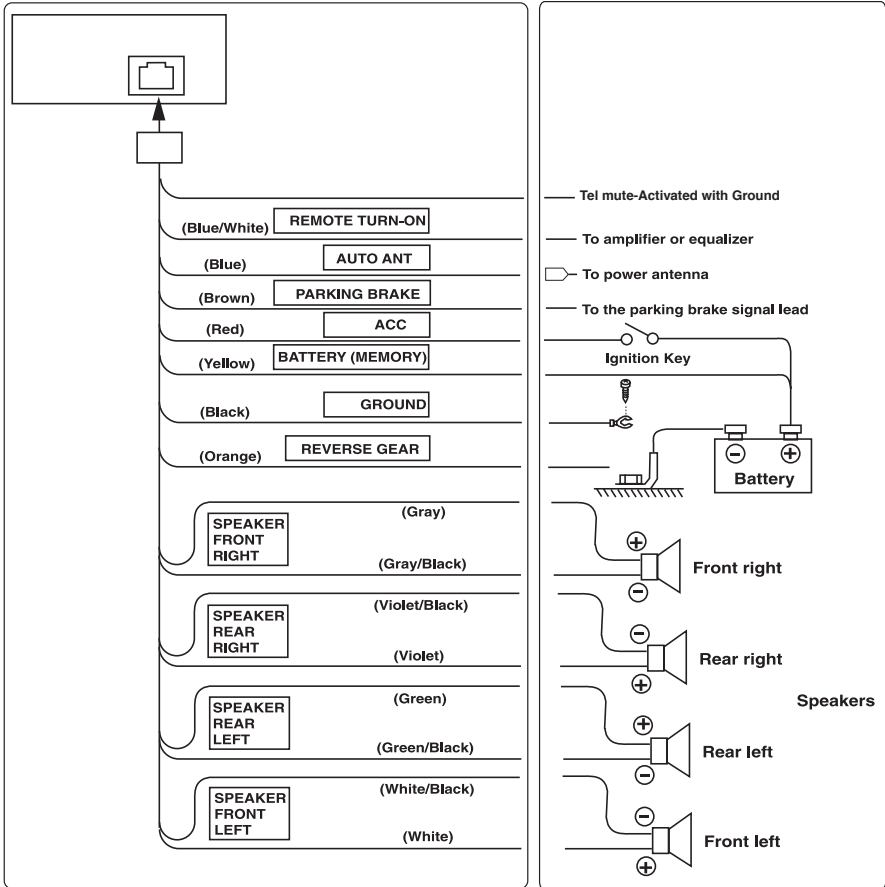 Tel mute-Activated with Ground
(Blue/White) REMOTE TURN-ON
To amplifier or equalizer
(Blue) AUTO ANT
To power antenna
(Brown) PARKING BRAKE
To the parking brake signal lead
(Red) ACC
Ignition Key
(Yellow) BATTERY (MEMORY)
(Black) GROUND
(Orange) REVERSE GEAR
Battery
(Gray)
SPEAKER
FRONT
RIGHT
(Gray/Black)
Front right
(Violet/Black)
SPEAKER
REAR
RIGHT
(Violet)
Rear right
(Green)
SPEAKER
REAR
LEFT
(Green/Black)
Rear left
Speakers
(White/Black)
SPEAKER
FRONT
LEFT
(White)
Front left